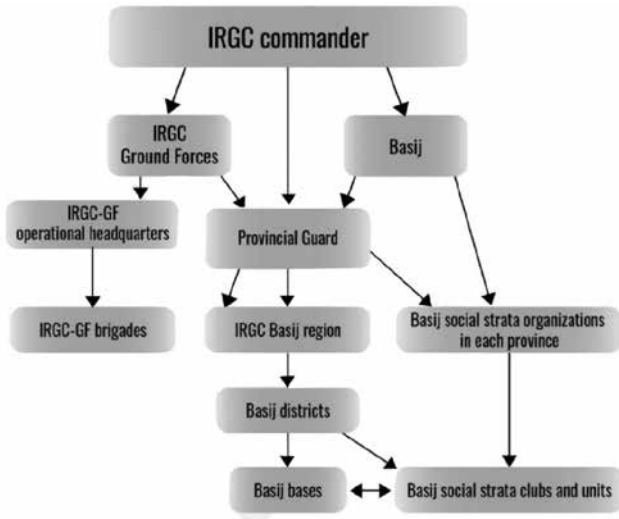 IRGC commander
IRGC
Ground Forces
Basij
IRGC-GF
operational headquarters
Provincial Guard
IRGC-GF brigades
IRGC Basij region
Basij social strata organizations
in each province
Basij districts
Basij bases
Basij social strata clubs and units